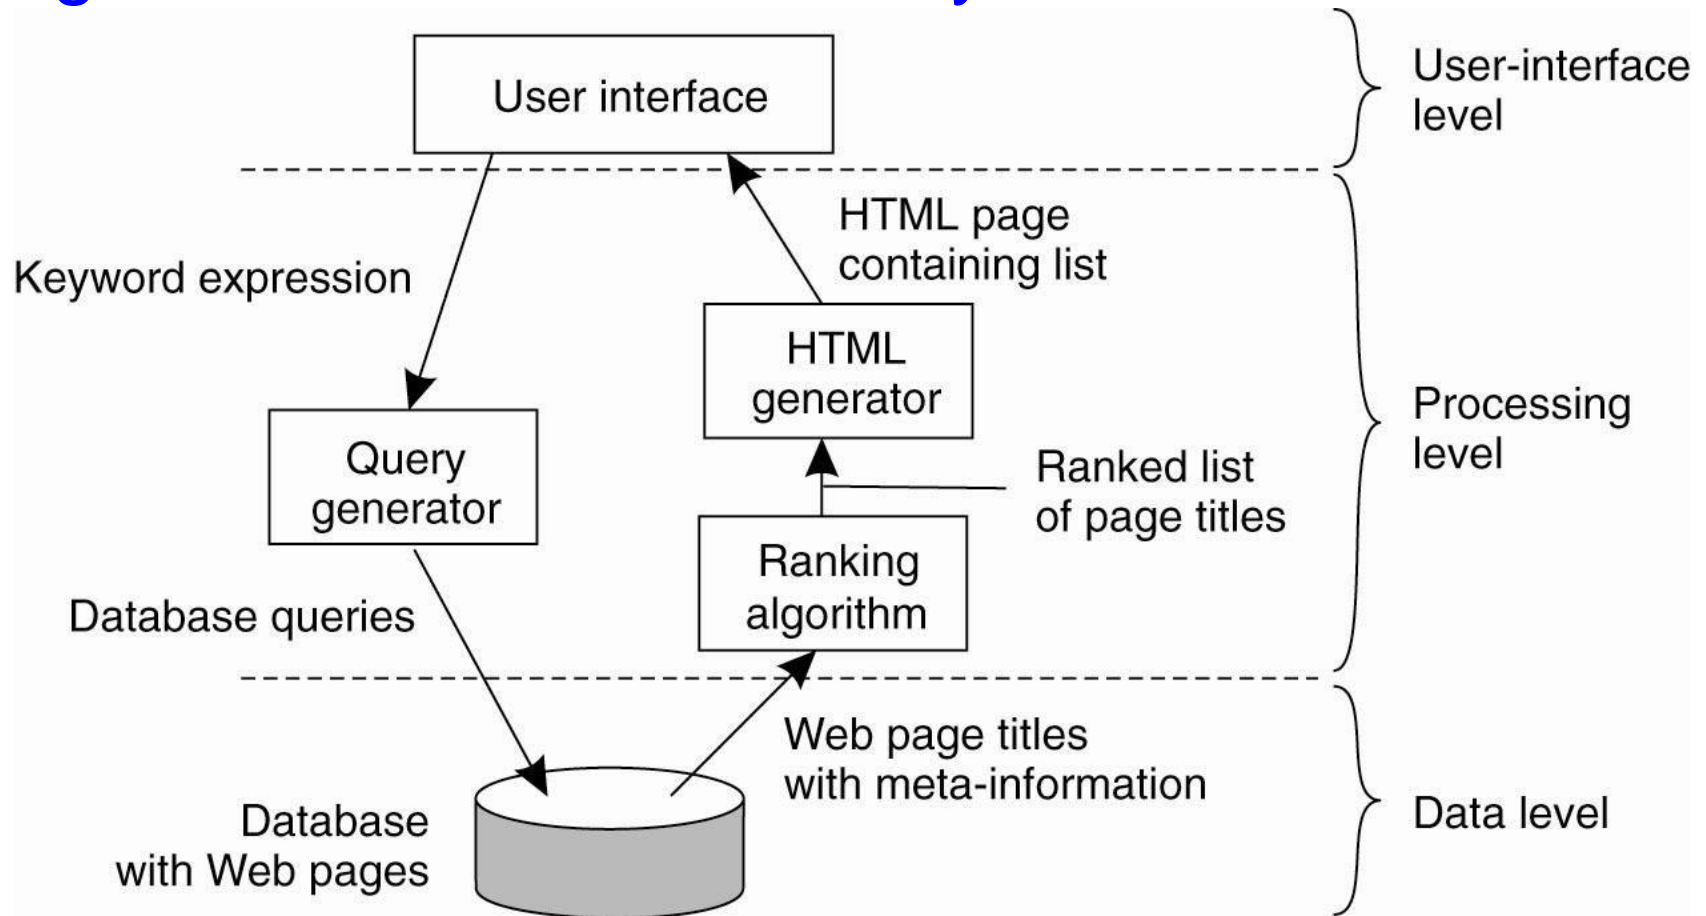 User interface
User-interface
level
HTML page
containing list
Keyword expression
HTML
generator
Processing
level
Query
generator
Ranked list
of page titles
Ranking
algorithm
Database queries
Web page titles
with meta-information
Database
with Web pages
Data level